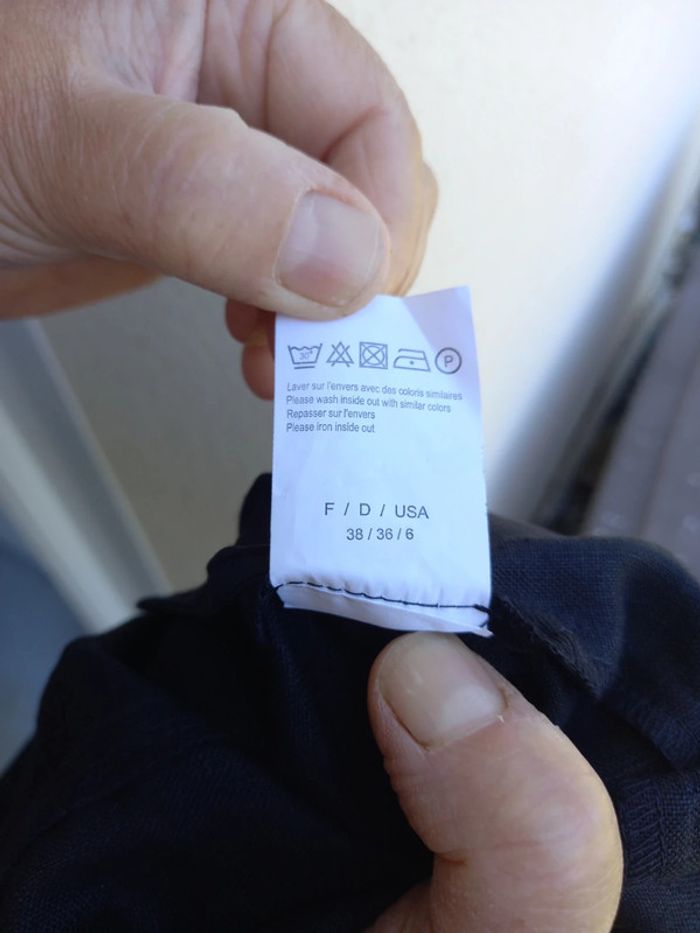 30° P
Laver sur l'envers avec des coloris similaires
Please wash inside out with similar colors
Repasser sur l'envers
Please iron inside out
F / D / USA
38 / 36 / 6